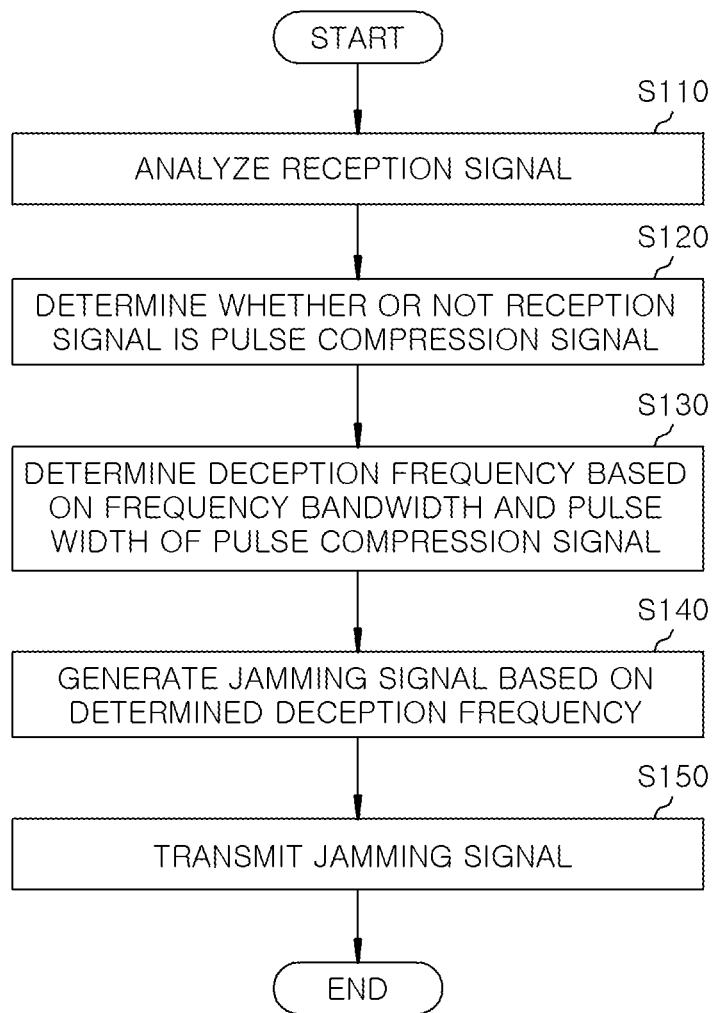 START
S110
ANALYZE RECEPTION SIGNAL
S120
DETERMINE WHETHER OR NOT RECEPTION
SIGNAL IS PULSE COMPRESSION SIGNAL
S130
DETERMINE DECEPTION FREQUENCY BASED
ON FREQUENCY BANDWIDTH AND PULSE
WIDTH OF PULSE COMPRESSION SIGNAL
S140
GENERATE JAMMING SIGNAL BASED ON
DETERMINED DECEPTION FREQUENCY
S150
TRANSMIT JAMMING SIGNAL
END